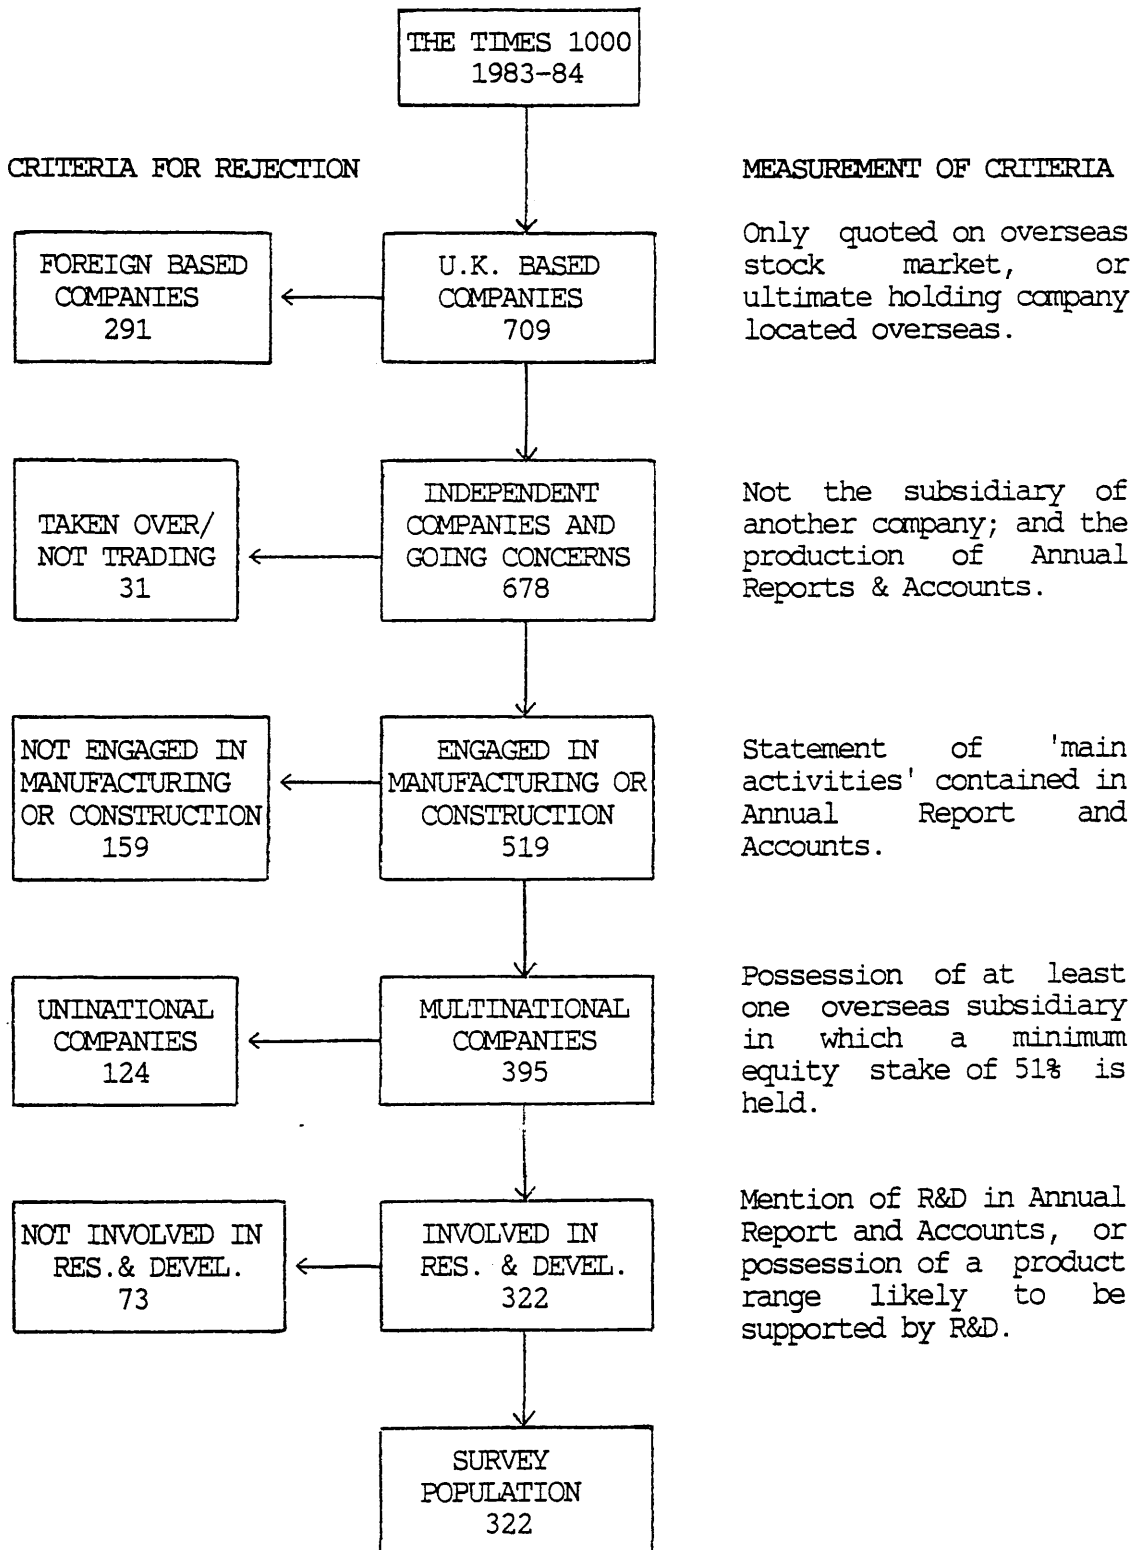 THE TIMES 1000
1983-84
CRITERIA FOR REJECTION
MEASUREMENT OF CRITERIA
FOREIGN BASED
COMPANIES
291
U.K. BASED
COMPANIES
709
Only quoted on overseas
stock market, or
ultimate holding company
located overseas.
TAKEN OVER/
NOT TRADING
31
INDEPENDENT
COMPANIES AND
GOING CONCERNS
678
Not the subsidiary of
another company; and the
production of Annual
Reports & Accounts.
NOT ENGAGED IN
MANUFACTURING
OR CONSTRUCTION
159
ENGAGED IN
MANUFACTURING OR
CONSTRUCTION
519
Statement of 'main
activities' contained in
Annual Report and
Accounts.
UNINATIONAL
COMPANIES
124
MULTINATIONAL
COMPANIES
395
Possession of at least
one overseas subsidiary
in which a minimum
equity stake of 51% is
held.
NOT INVOLVED IN
RES.& DEVEL.
73
INVOLVED IN
RES. & DEVEL.
322
Mention of R&D in Annual
Report and Accounts, or
possession of a product
range likely to be
supported by R&D.
SURVEY
POPULATION
322